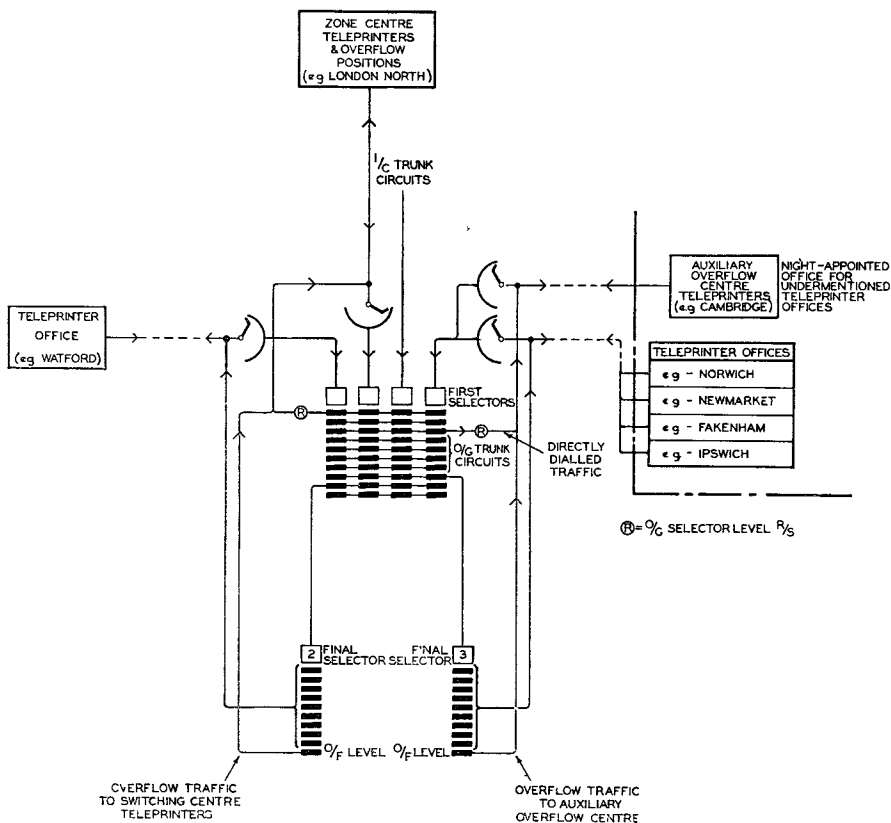 ZONE CENTRE
TELEPRINTERS
& OVERFLOW
POSITIONS
(eg LONDON NORTH)
I/C TRUNK
CIRCUITS
AUXILIARY
OVERFLOW
CENTRE
TELEPRINTERS
(eg CAMBRIDGE)
NIGHT-APPOINTED
OFFICE FOR
UNDERMENTIONED
TELEPRINTER
OFFICES
TELEPRINTER
OFFICE
(eg WATFORD)
TELEPRINTER OFFICES
eg - NORWICH
eg - NEWMARKET
eg - FAKENHAM
eg - IPSWICH
FIRST
SELECTORS
R
R
O/G TRUNK
CIRCUITS
DIRECTLY
DIALLED
TRAFFIC
R = O/G SELECTOR LEVEL R/S
2
FINAL
SELECTOR
FINAL
SELECTOR
3
O/F LEVEL
O/F LEVEL
OVERFLOW TRAFFIC
TO SWITCHING CENTRE
TELEPRINTERS
OVERFLOW TRAFFIC
TO AUXILIARY
OVERFLOW CENTRE